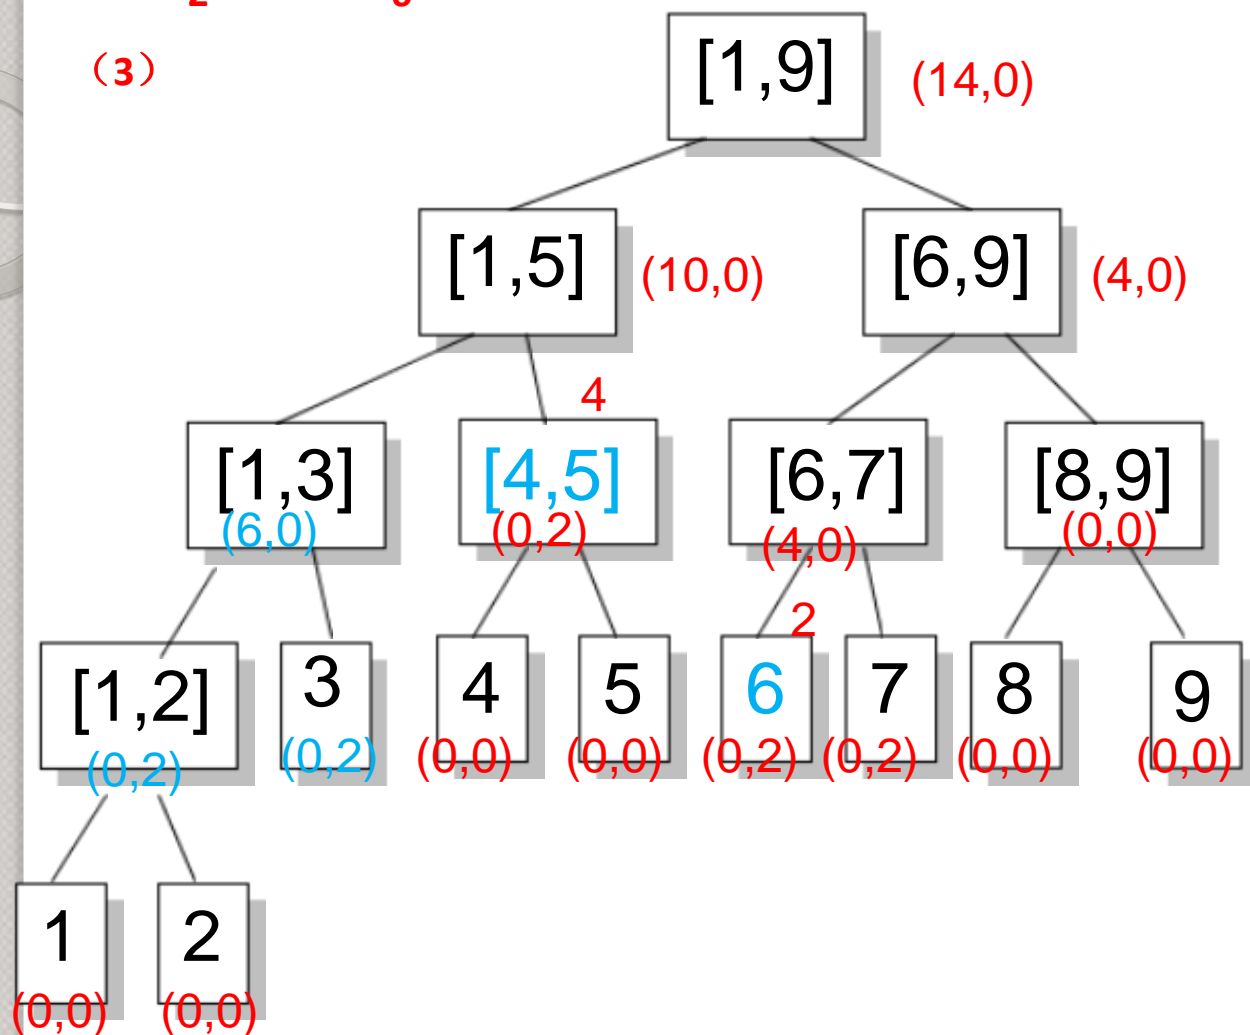 （3）
[1,9] (14,0)
[1,5] (10,0) [6,9] (4,0)
4
[1,3] [4,5] [6,7] [8,9]
(6,0) (0,2) (4,0) (0,0)
2
[1,2] 3 4 5 6 7 8 9
(0,2) (0,2) (0,0) (0,0) (0,2) (0,2) (0,0) (0,0)
1 2
(0,0) (0,0)